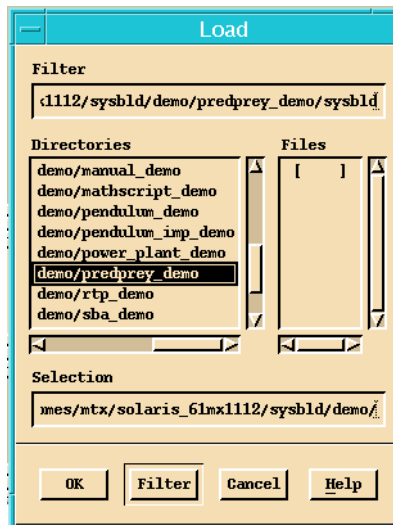 Load
Filter
1112/sysbld/demo/predprey_demo/sysbld
Directories
Files
demo/manual_demo
demo/mathscript_demo
demo/pendulum_demo
demo/pendulum_imp_demo
demo/power_plant_demo
demo/predprey_demo
demo/rtp_demo
demo/sba_demo
[ ]
Selection
mes/mtx/solaris_61mx1112/sysbld/demo/
OK
Filter
Cancel
Help